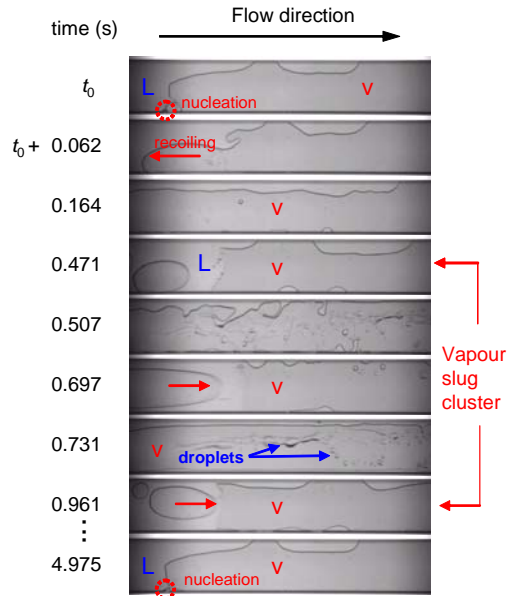 Flow direction
time (s)
t0
L
V
nucleation
t0 + 0.062
recoiling
0.164
V
0.471
L
V
0.507
Vapour
slug
cluster
0.697
V
0.731
V
droplets
0.961
V
4.975
L
V
nucleation